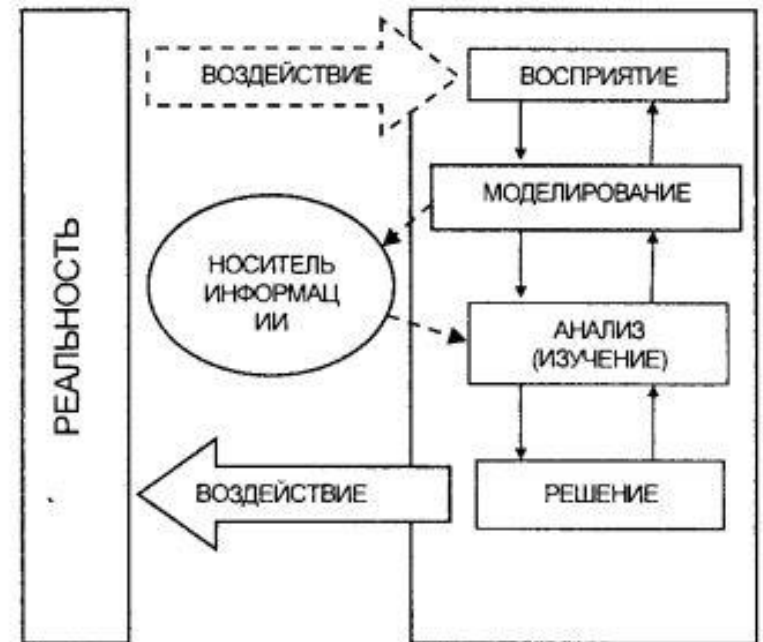 РЕАЛЬНОСТЬ
ВОЗДЕЙСТВИЕ
ВОСПРИЯТИЕ
МОДЕЛИРОВАНИЕ
НОСИТЕЛЬ
ИНФОРМАЦ
ИИ
АНАЛИЗ
(ИЗУЧЕНИЕ)
ВОЗДЕЙСТВИЕ
РЕШЕНИЕ